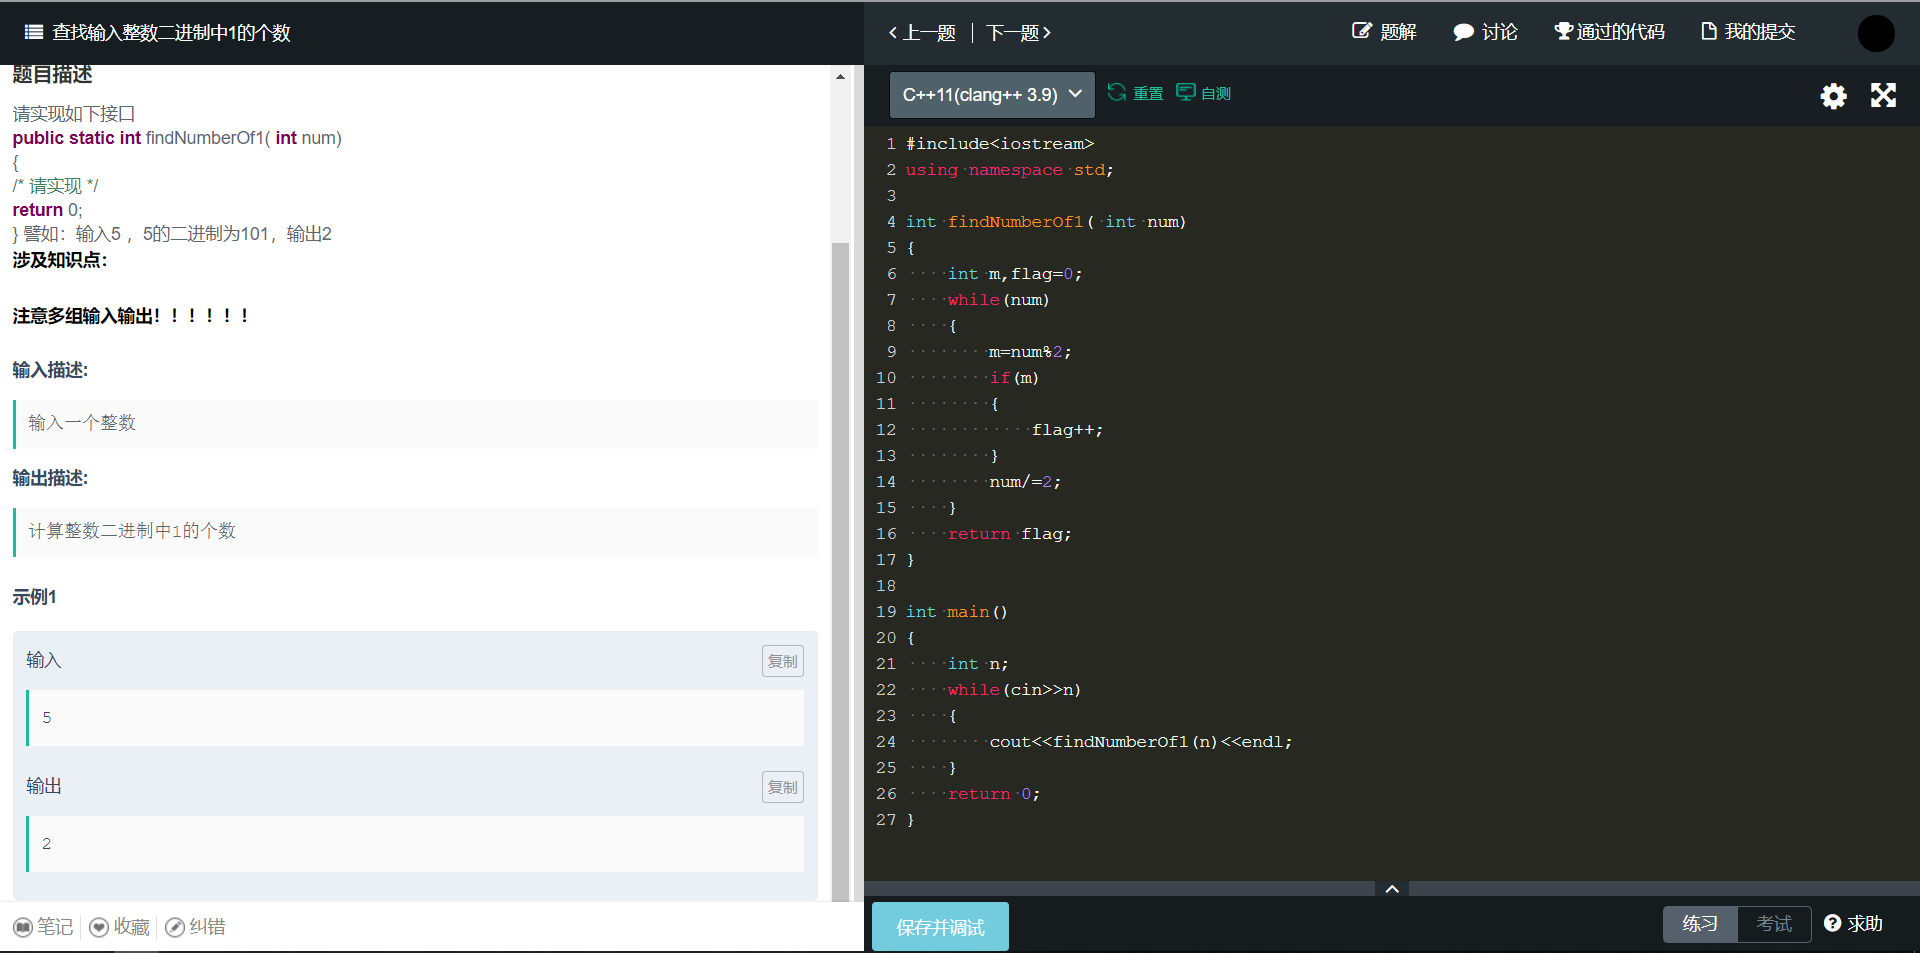 查找输入整数二进制中1的个数
题目描述
请实现如下接口
public static int findNumberOf1( int num)
{
/* 请实现 */
return 0;
} 譬如：输入5 ，5的二进制为101，输出2
涉及知识点：
注意多组输入输出！！！！！！
输入描述:
输入一个整数
输出描述:
计算整数二进制中1的个数
示例1
输入
复制
5
输出
复制
2
笔记
收藏
纠错
上一题
下一题
题解
讨论
通过的代码
我的提交
C++11(clang++ 3.9)
重置
自测
1 #include<iostream>
2 using namespace std;
3
4 int findNumberOf1( int num)
5 {
6     int m,flag=0;
7     while(num)
8     {
9         m=num%2;
10         if(m)
11         {
12             flag++;
13         }
14         num/=2;
15     }
16     return flag;
17 }
18
19 int main()
20 {
21     int n;
22     while(cin>>n)
23     {
24         cout<<findNumberOf1(n)<<endl;
25     }
26     return 0;
27 }
保存并调试
练习
考试
求助